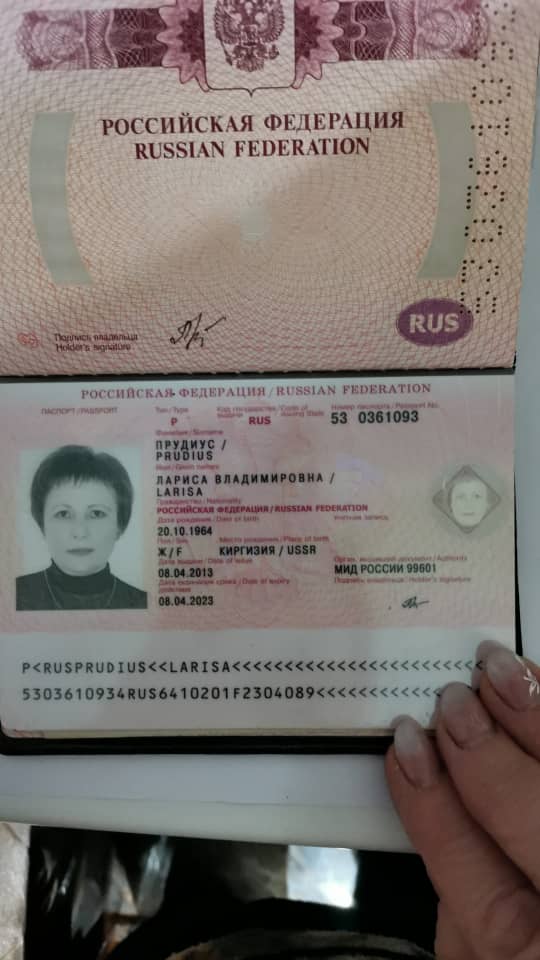 РОССИЙСКАЯ ФЕДЕРАЦИЯ
RUSSIAN FEDERATION
Подпись владельца
Holder's signature
RUS
РОССИЙСКАЯ ФЕДЕРАЦИЯ / RUSSIAN FEDERATION
ПАСПОРТ / PASSPORT
Тип / Type
Код государства / Code of
выдачи issuing State
Номер паспорта / Passport No.
P
RUS
53 0361093
Фамилия / Surname
ПРУДИУС /
PRUDIUS
Имя / Given names
ЛАРИСА ВЛАДИМИРОВНА /
LARISA
Гражданство / Nationality
РОССИЙСКАЯ ФЕДЕРАЦИЯ / RUSSIAN FEDERATION
Дата рождения / Date of birth
Учетная запись
20.10.1964
Пол / Sex
Место рождения / Place of birth
Ж / F
КИРГИЗИЯ / USSR
Дата выдачи / Date of issue
Орган, выдавший документ / Authority
08.04.2013
МИД РОССИИ 99601
Дата окончания срока / Date of expiry
действия
Подпись владельца / Holder's signature
08.04.2023
P<RUSPRUDIUS<<LARISA<<<<<<<<<<<<<<<<<<<<<<<
5303610934RUS6410201F2304089<<<<<<<<<<<